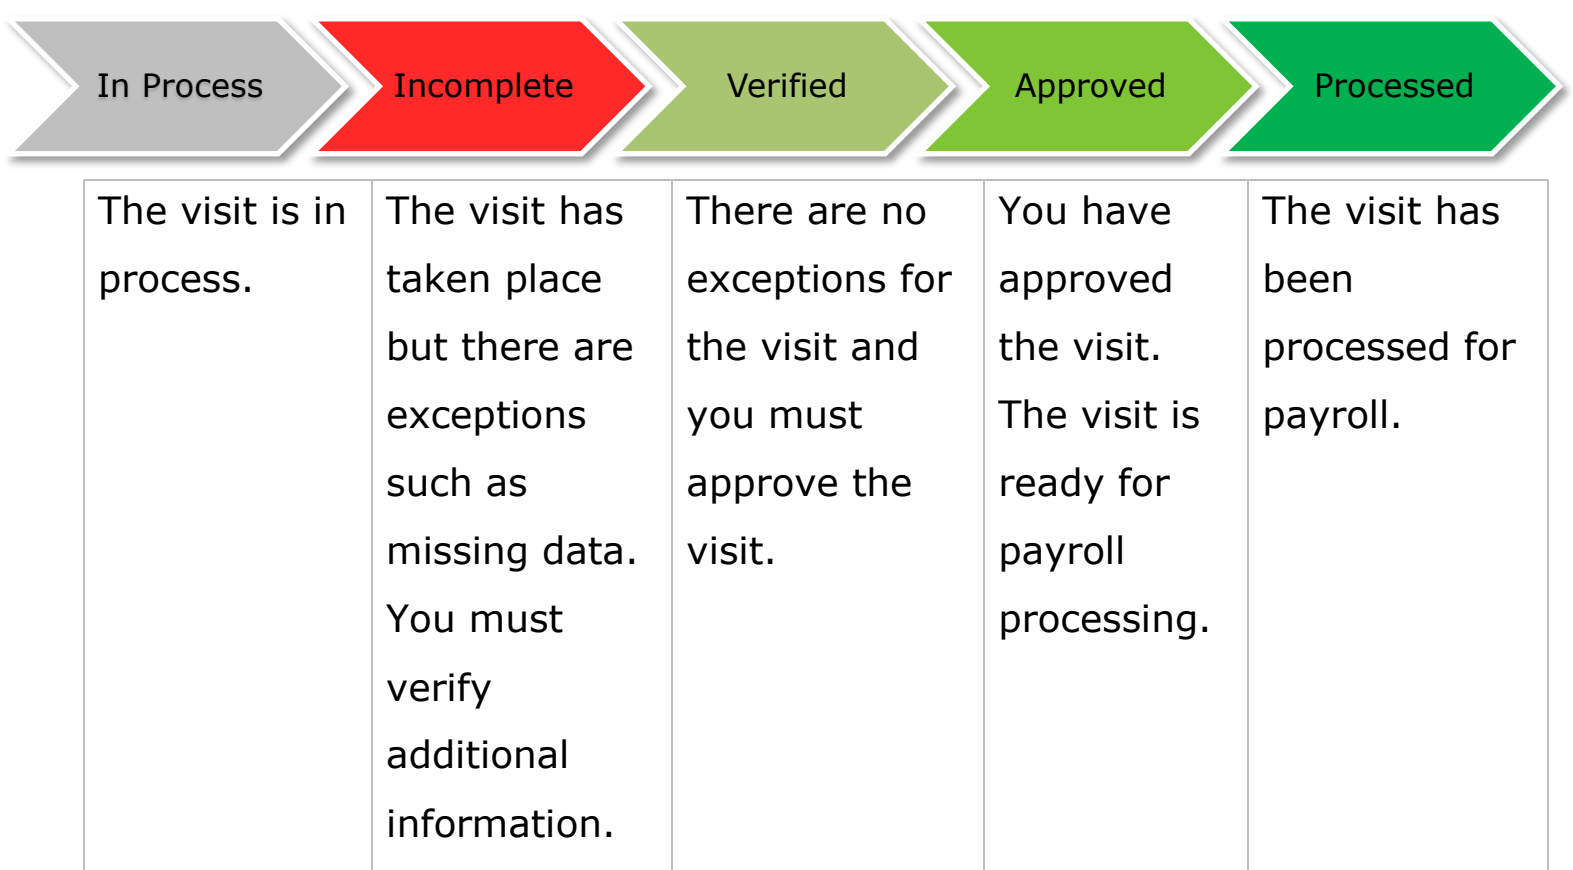 In Process
Incomplete
Verified
Approved
Processed
The visit is in
process.
The visit has
taken place
but there are
exceptions
such as
missing data.
You must
verify
additional
information.
There are no
exceptions for
the visit and
you must
approve the
visit.
You have
approved
the visit.
The visit is
ready for
payroll
processing.
The visit has
been
processed for
payroll.